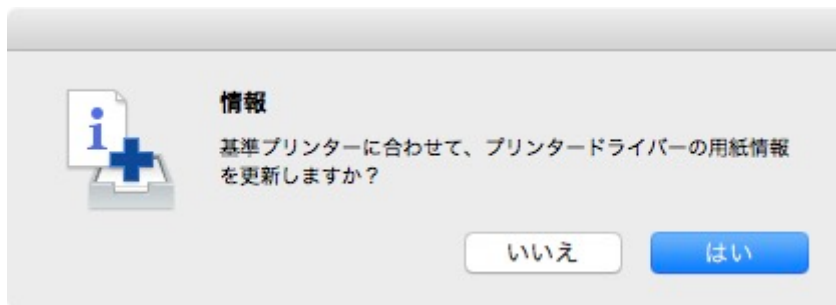 情報
基準プリンターに合わせて、プリンタードライバーの用紙情報
を更新しますか？
いいえ
はい